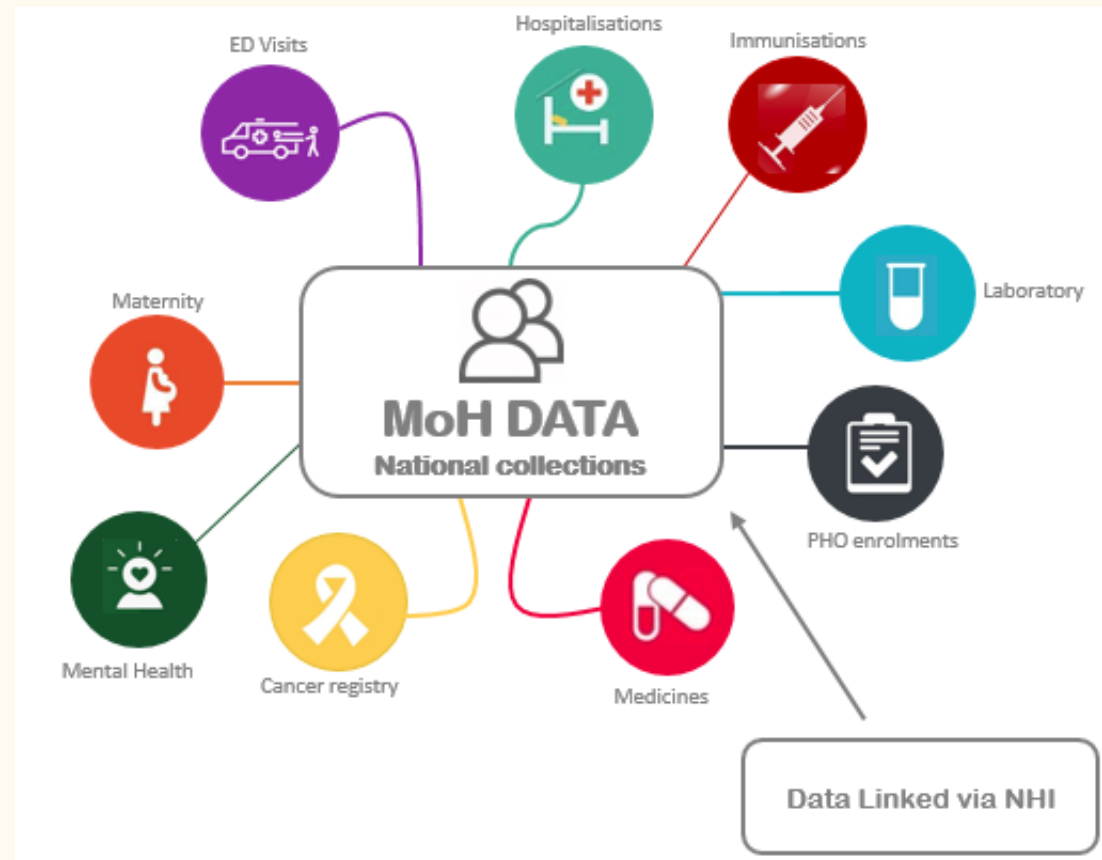 Hospitalisations
ED Visits
Immunisations
Maternity
Laboratory
MoH DATA
National collections
PHO enrolments
Mental Health
Cancer registry
Medicines
Data Linked via NHI